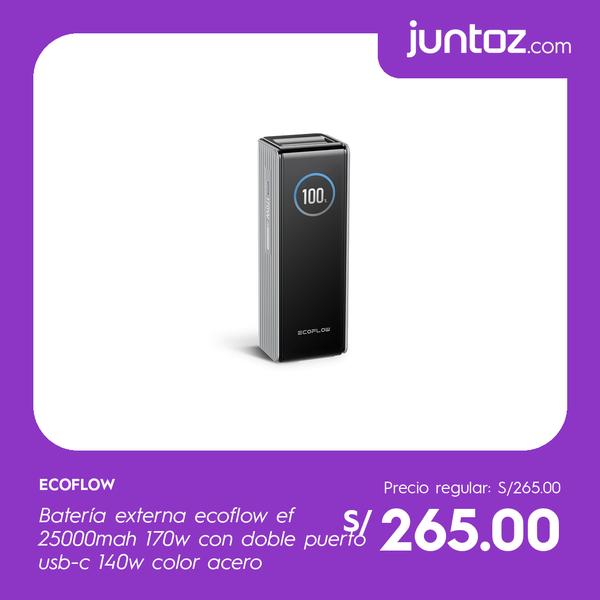 juntoz.com
100%
ECOFLOW
ECOFLOW
Precio regular: S/265.00
Batería externa ecoflow ef
25000mah 170w con doble puerto
usb-c 140w color acero
S/ 265.00